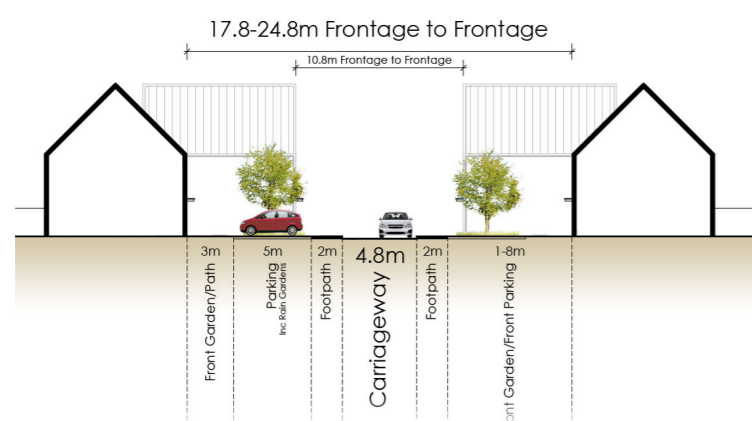 17.8-24.8m Frontage to Frontage
10.8m Frontage to Frontage
3m
Front Garden/Path
5m
Parking
Inc Rain Gardens
2m
Footpath
4.8m
Carriageway
2m
Footpath
1-8m
ont Garden/Front Parking